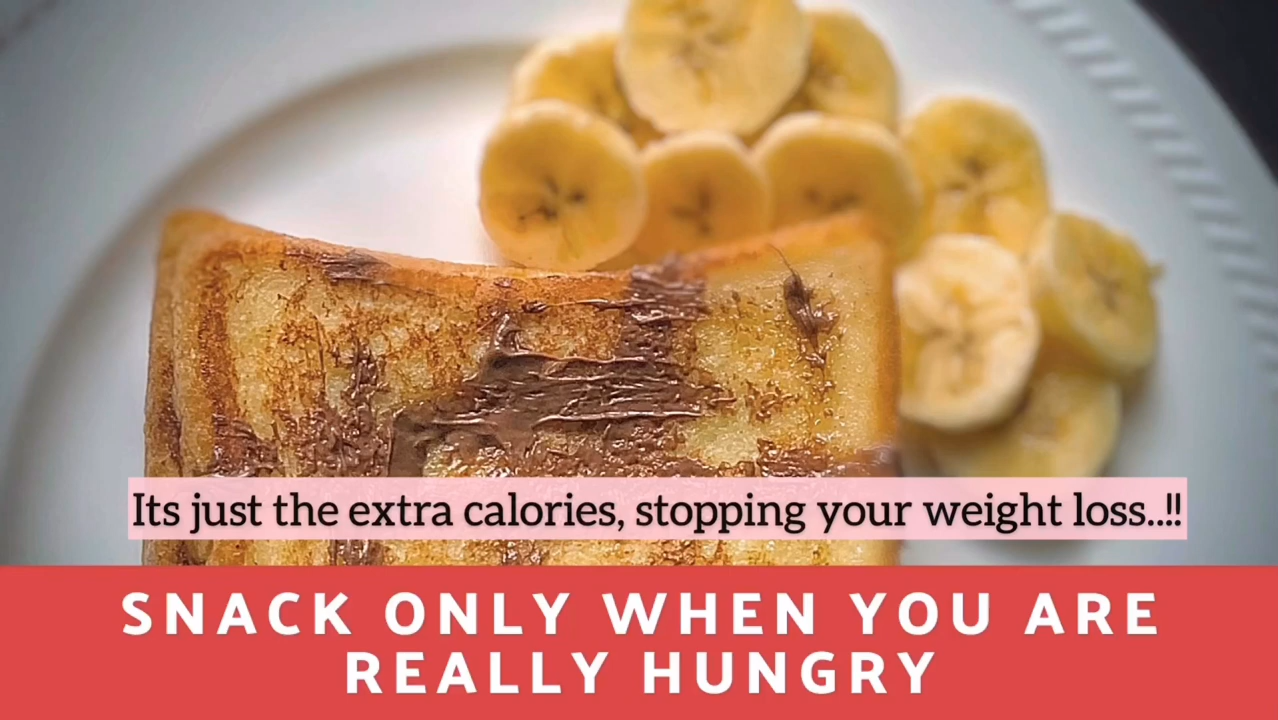 Its just the extra calories, stopping your weight loss..!!
SNACK ONLY WHEN YOU ARE
REALLY HUNGRY